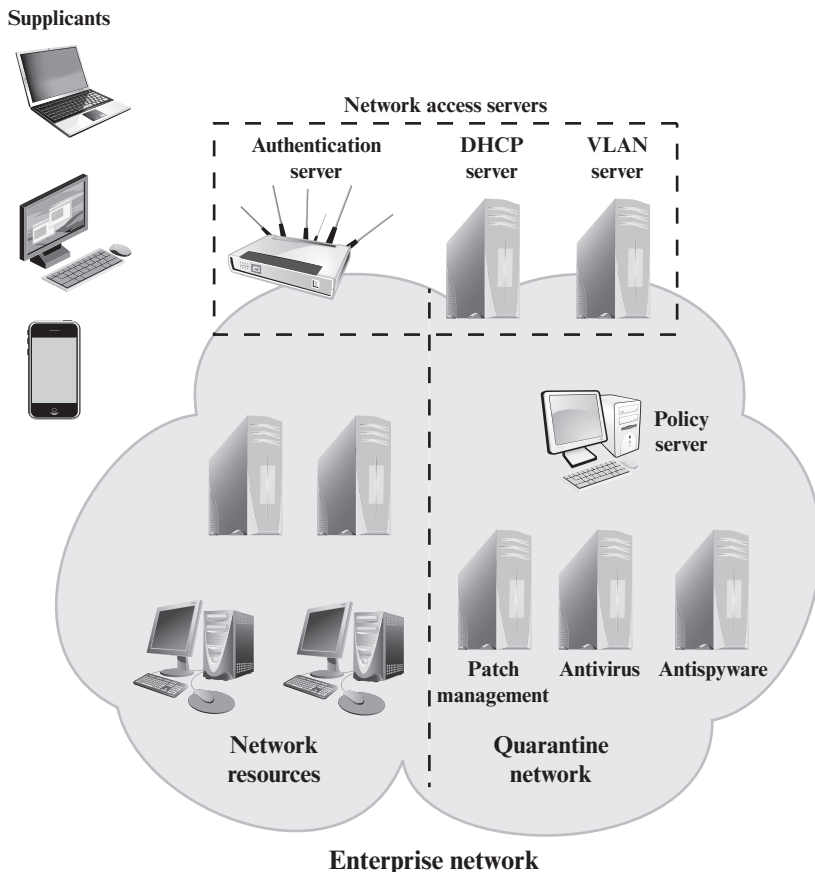 Supplicants
Network access servers
Authentication
server
DHCP
server
VLAN
server
Policy
server
Patch
management
Antivirus
Antispyware
Network
resources
Quarantine
network
Enterprise network